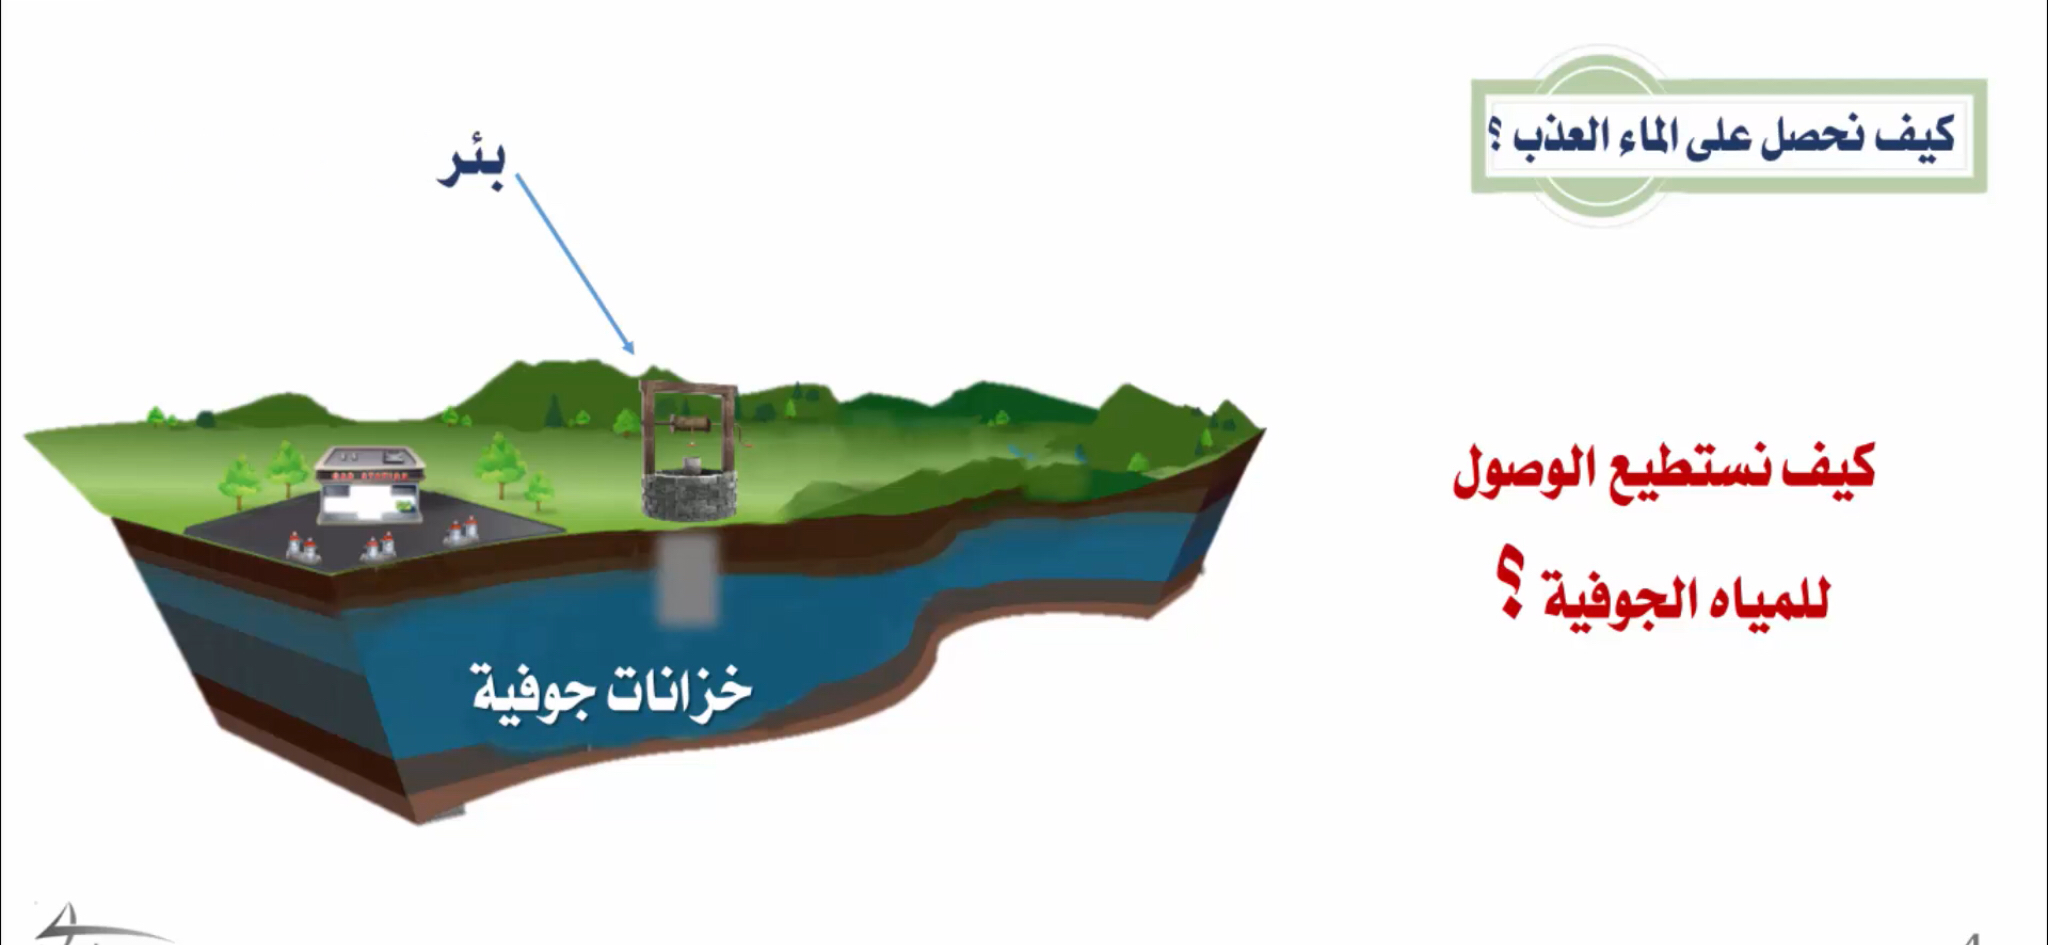 كيف نحصل على الماء العذب ؟
بئر
كيف نستطيع الوصول
للمياه الجوفية ؟
خزانات جوفية